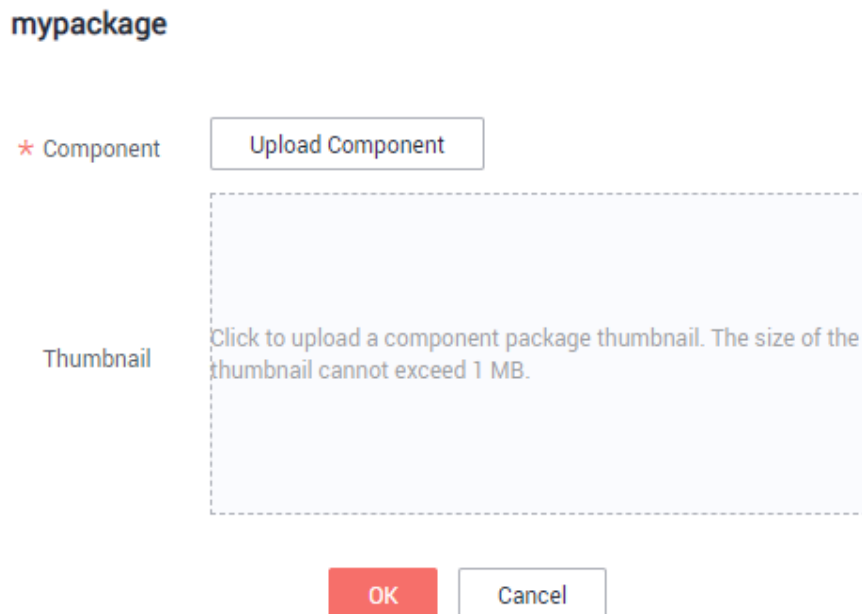 mypackage
* Component
Upload Component
Thumbnail
Click to upload a component package thumbnail. The size of the
thumbnail cannot exceed 1 MB.
OK
Cancel